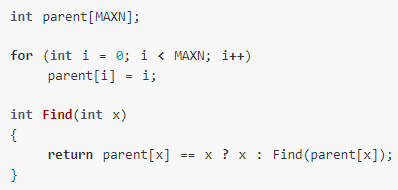 int parent[MAXN];
for (int i = 0; i < MAXN; i++)
parent[i] = i;
int Find(int x)
{
return parent[x] == x ? x : Find(parent[x]);
}